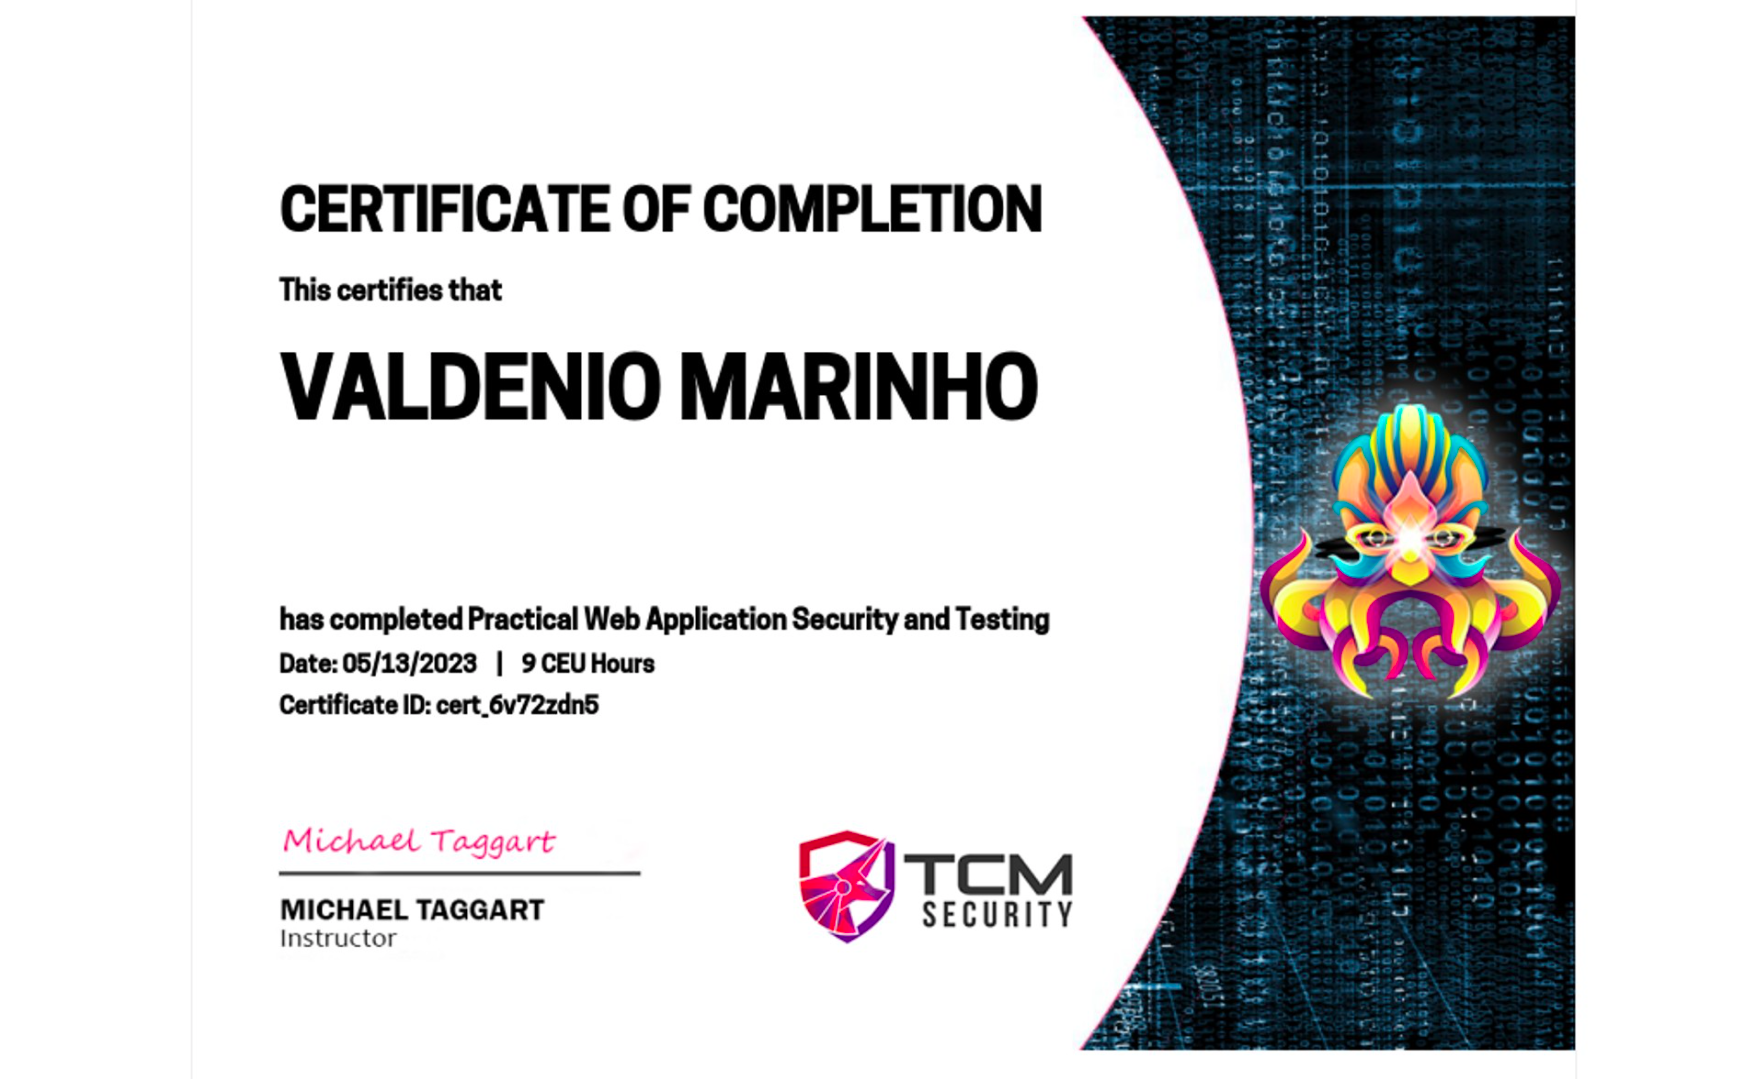 CERTIFICATE OF COMPLETION
This certifies that
VALDENIO MARINHO
has completed Practical Web Application Security and Testing
Date: 05/13/2023 | 9 CEU Hours
Certificate ID: cert_6v72zdn5
Michael Taggart
MICHAEL TAGGART
Instructor
TCM
SECURITY